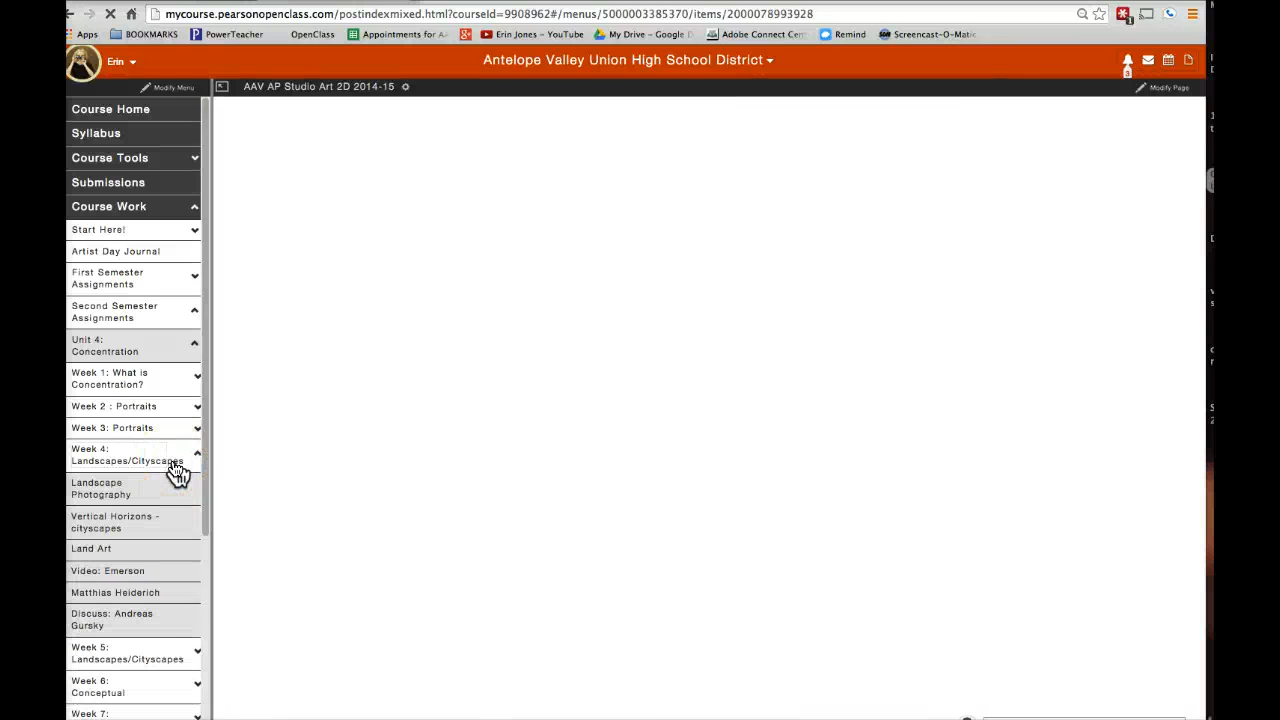 mycourse.pearsonopenclass.com/postindexmixed.html?courseId=9908962#/menus/5000003385370/items/2000078993928
Apps BOOKMARKS PowerTeacher OpenClass Appointments for A Erin Jones – YouTube My Drive – Google D Adobe Connect Cen Remind Screencast-O-Matic
Erin Antelope Valley Union High School District 3
Modify Menu AAV AP Studio Art 2D 2014-15 Modify Page
Course Home
Syllabus
Course Tools
Submissions
Course Work
Start Here!
Artist Day Journal
First Semester
Assignments
Second Semester
Assignments
Unit 4:
Concentration
Week 1: What is
Concentration?
Week 2 : Portraits
Week 3: Portraits
Week 4:
Landscapes/Cityscapes
Landscape
Photography
Vertical Horizons -
cityscapes
Land Art
Video: Emerson
Matthias Heiderich
Discuss: Andreas
Gursky
Week 5:
Landscapes/Cityscapes
Week 6:
Conceptual
Week 7: